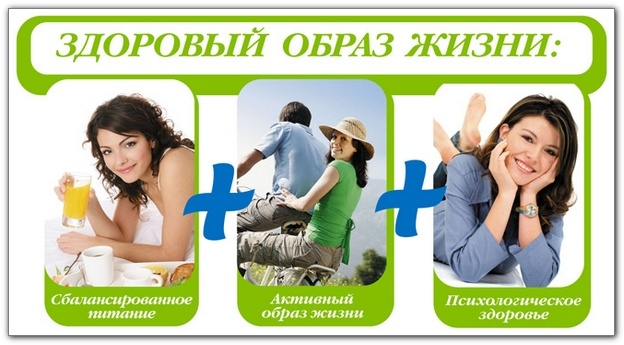 ЗДОРОВЫЙ ОБРАЗ ЖИЗНИ:
Сбалансированное
питание
Активный
образ жизни
Психологическое
здоровье